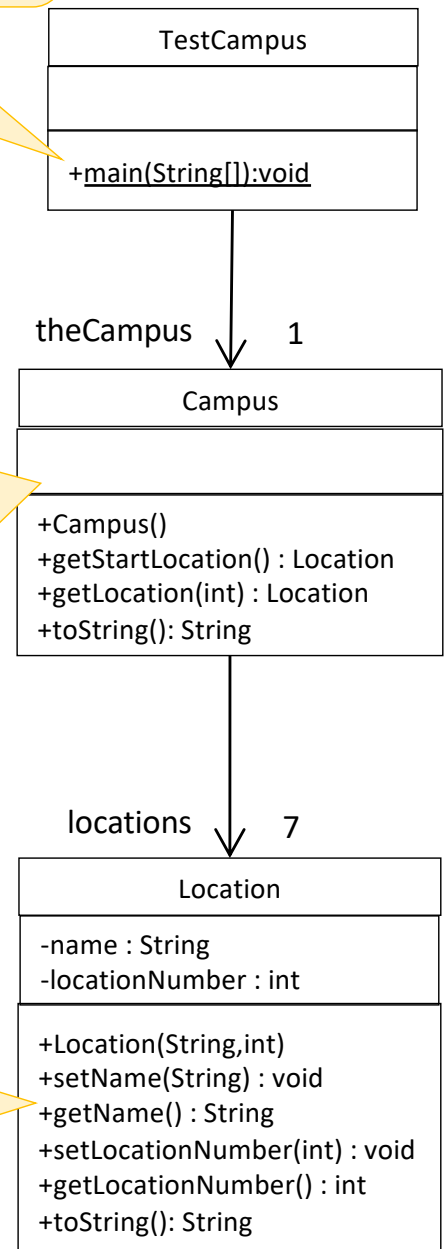 TestCampus
+main(String[]):void
theCampus 1
Campus
+Campus()
+getStartLocation() : Location
+getLocation(int) : Location
+toString(): String
locations 7
Location
-name : String
-locationNumber : int
+Location(String,int)
+setName(String) : void
+getName() : String
+setLocationNumber(int) : void
+getLocationNumber() : int
+toString(): String